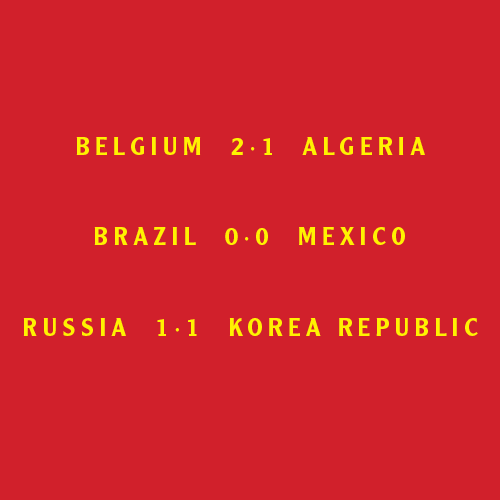 BELGIUM 2·1 ALGERIA
BRAZIL 0·0 MEXICO
RUSSIA 1·1 KOREA REPUBLIC